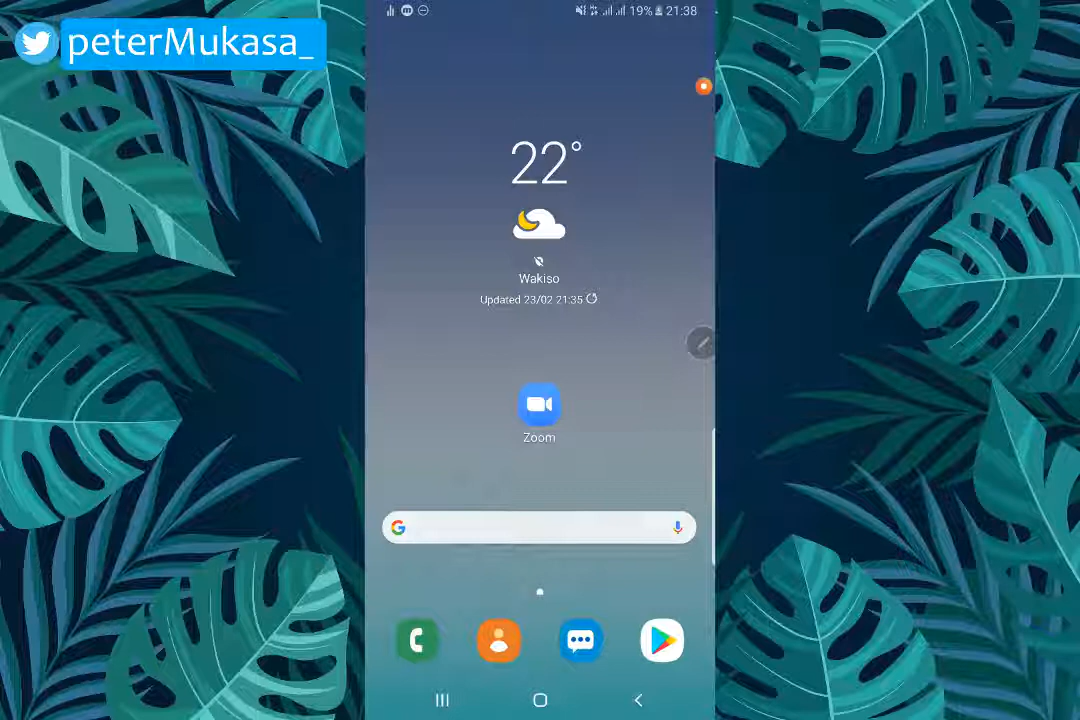 peterMukasa_
19% 21:38
22°
Wakiso
Updated 23/02 21:35
Zoom